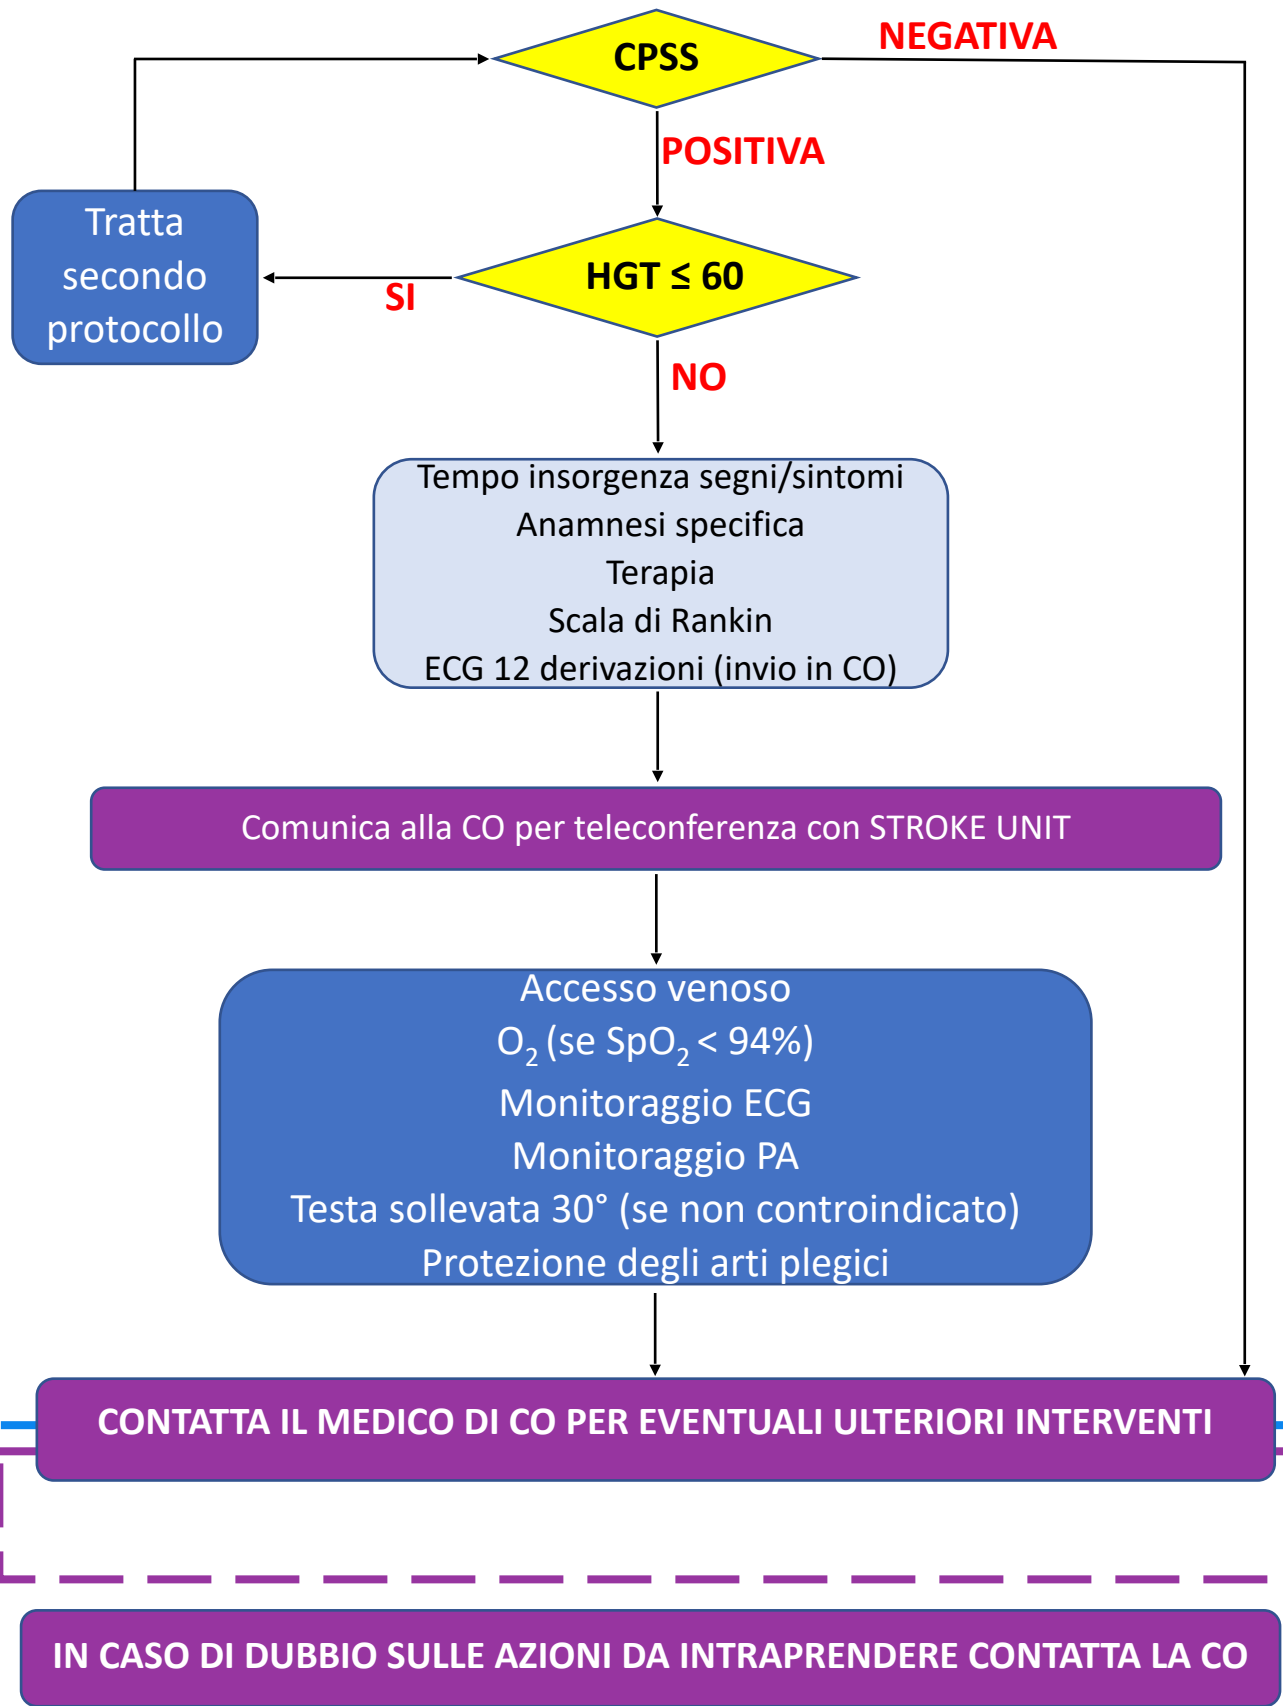 CPSS
NEGATIVA
POSITIVA
Tratta
secondo
protocollo
HGT ≤ 60
SI
NO
Tempo insorgenza segni/sintomi
Anamnesi specifica
Terapia
Scala di Rankin
ECG 12 derivazioni (invio in CO)
Comunica alla CO per teleconferenza con STROKE UNIT
Accesso venoso
O₂ (se SpO₂ < 94%)
Monitoraggio ECG
Monitoraggio PA
Testa sollevata 30° (se non controindicato)
Protezione degli arti plegici
CONTATTA IL MEDICO DI CO PER EVENTUALI ULTERIORI INTERVENTI
IN CASO DI DUBBIO SULLE AZIONI DA INTRAPRENDERE CONTATTA LA CO